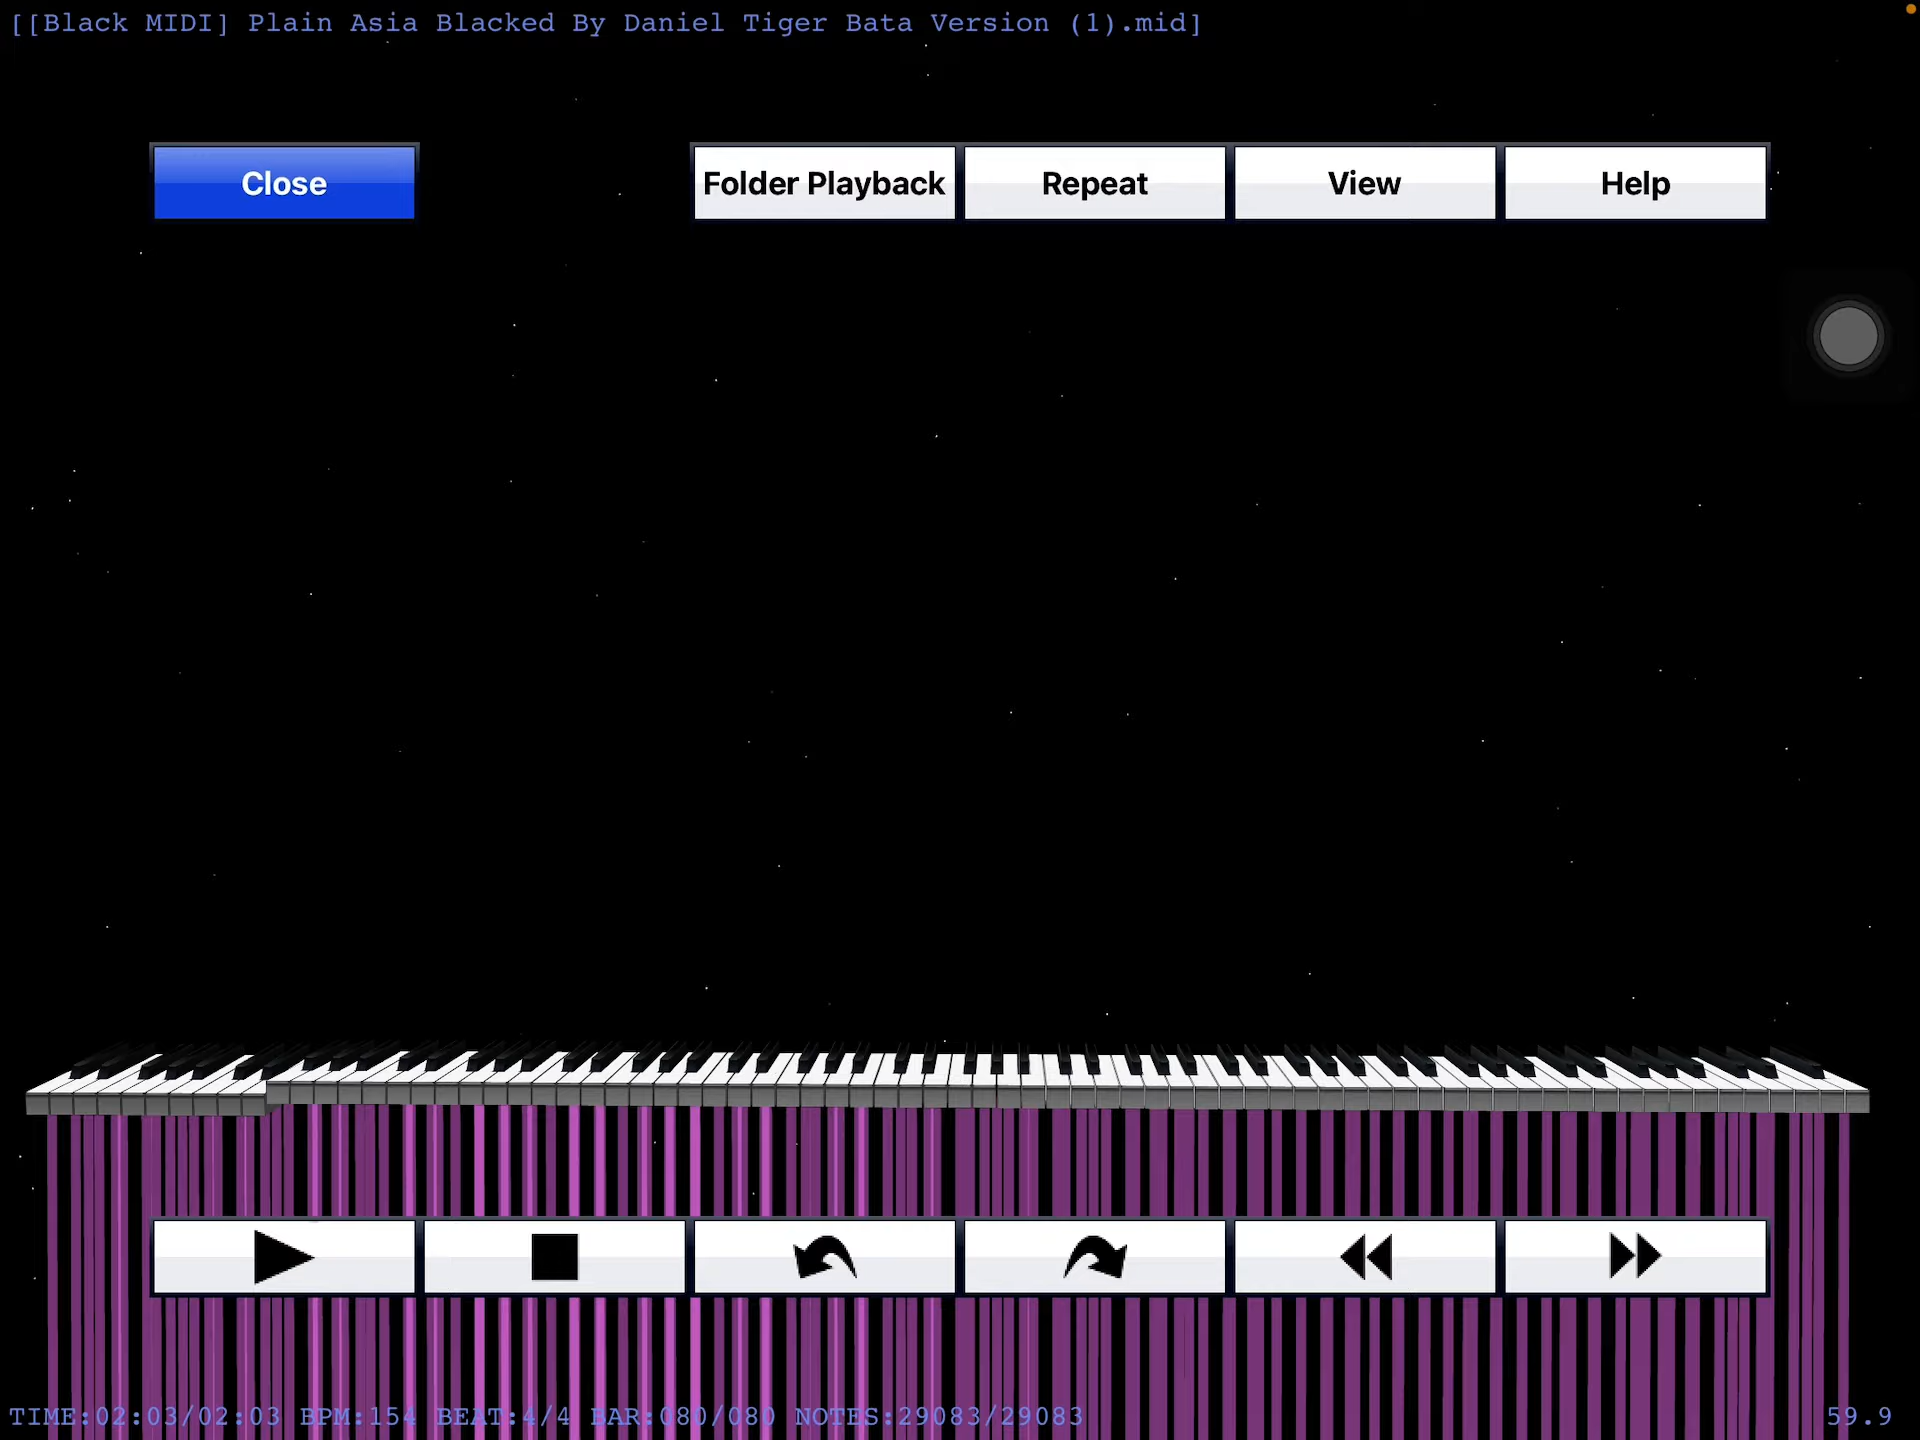 [[Black MIDI] Plain Asia Blacked By Daniel Tiger Bata Version (1).mid]
Close
Folder Playback
Repeat
View
Help
TIME:02:03/02:03 BPM:154 BEAT:4/4 BAR:080/080 NOTES:29083/29083
59.9